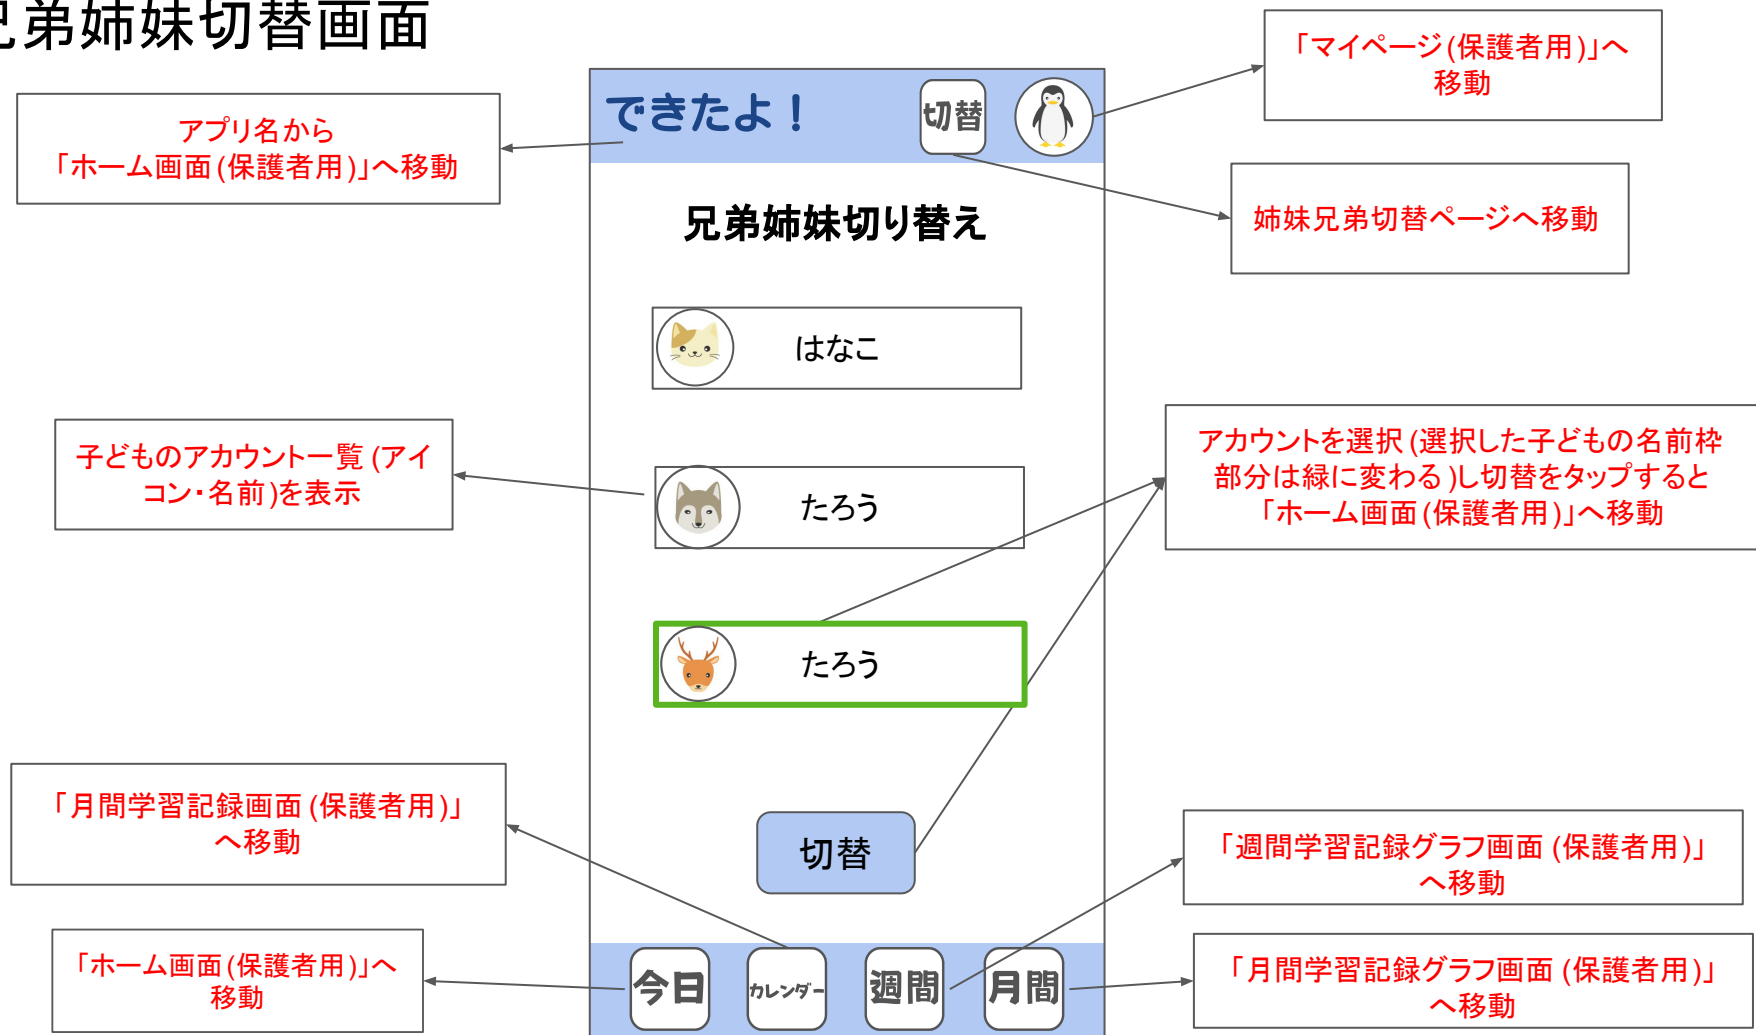 兄弟姉妹切替画面
「マイページ(保護者用)」へ
移動
できたよ！
切替
アプリ名から
「ホーム画面(保護者用)」へ移動
姉妹兄弟切替ページへ移動
兄弟姉妹切り替え
はなこ
子どものアカウント一覧(アイ
コン・名前)を表示
たろう
アカウントを選択(選択した子どもの名前枠
部分は緑に変わる)し切替をタップすると
「ホーム画面(保護者用)」へ移動
たろう
「月間学習記録画面(保護者用)」
へ移動
切替
「週間学習記録グラフ画面(保護者用)」
へ移動
「ホーム画面(保護者用)」へ
移動
今日
カレンダー
週間
月間
「月間学習記録グラフ画面(保護者用)」
へ移動